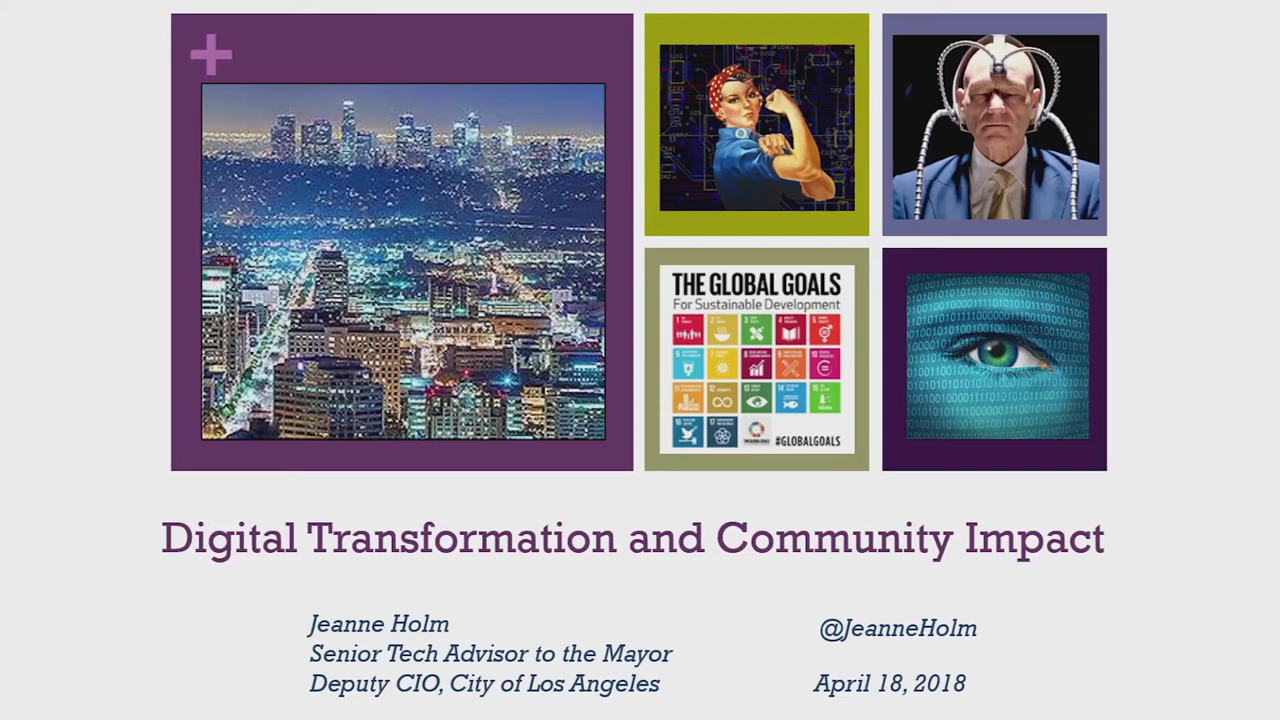 THE GLOBAL GOALS
For Sustainable Development
#GLOBALGOALS
Digital Transformation and Community Impact
Jeanne Holm
Senior Tech Advisor to the Mayor
Deputy CIO, City of Los Angeles
@JeanneHolm
April 18, 2018